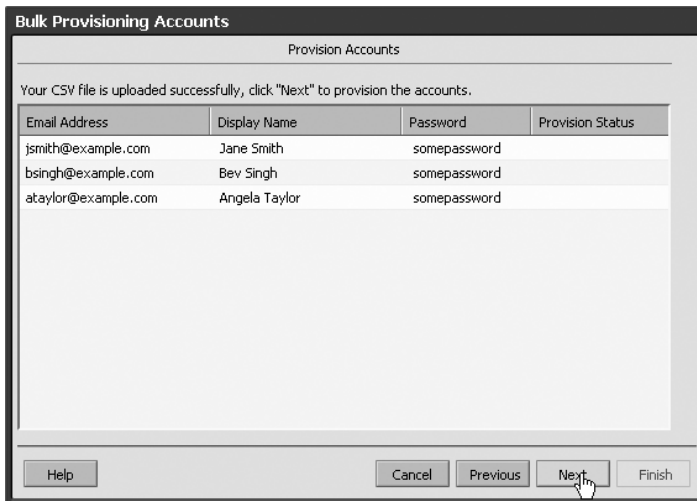 Bulk Provisioning Accounts
Provision Accounts
Your CSV file is uploaded successfully, click "Next" to provision the accounts.
Email Address Display Name Password Provision Status
jsmith@example.com Jane Smith somepassword
bsingh@example.com Bev Singh somepassword
ataylor@example.com Angela Taylor somepassword
Help Cancel Previous Next Finish